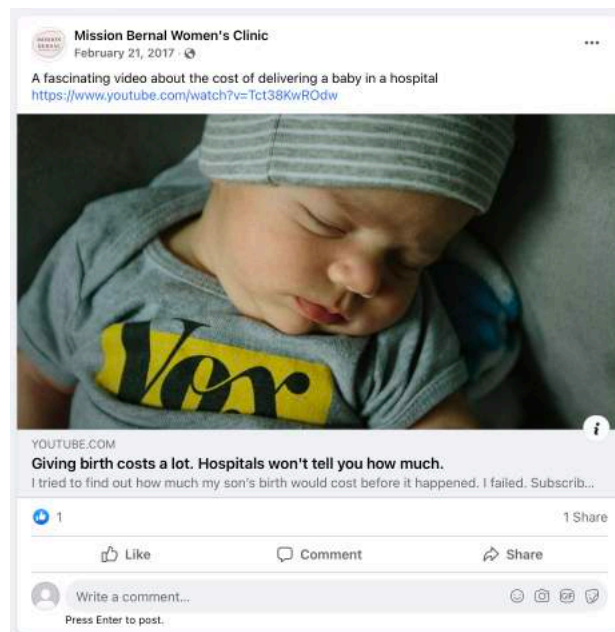 MISSION
BERNAL
Mission Bernal Women's Clinic
February 21, 2017 ·
A fascinating video about the cost of delivering a baby in a hospital
https://www.youtube.com/watch?v=Tct38KwROdw
Vox
i
YOUTUBE.COM
Giving birth costs a lot. Hospitals won't tell you how much.
I tried to find out how much my son's birth would cost before it happened. I failed. Subscrib...
1
1 Share
Like
Comment
Share
Write a comment...
GIF
Press Enter to post.